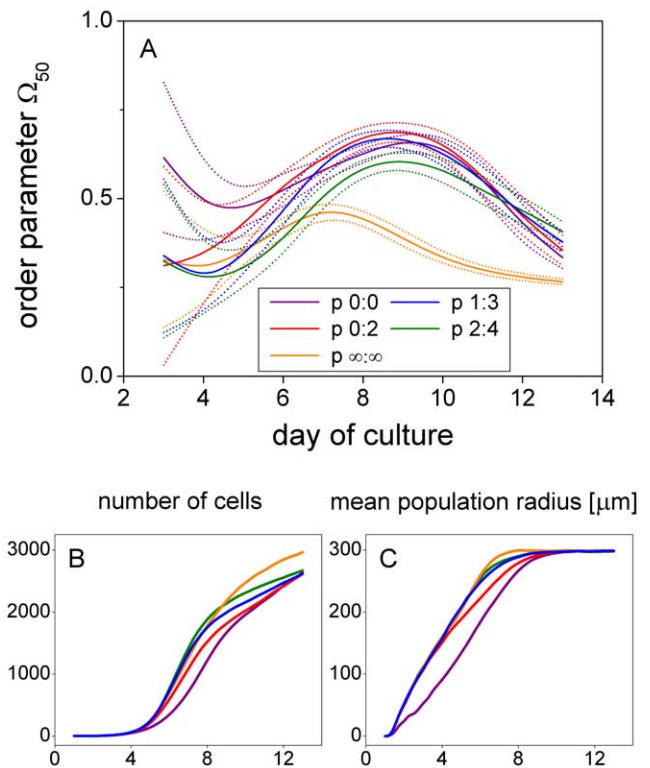 A
order parameter Ω50
1.0
0.5
0.0
2 4 6 8 10 12 14
day of culture
p 0:0 p 1:3
p 0:2 p 2:4
p ∞:∞
number of cells
B
3000
2000
1000
0
0 4 8 12
mean population radius [μm]
C
300
200
100
0
0 4 8 12